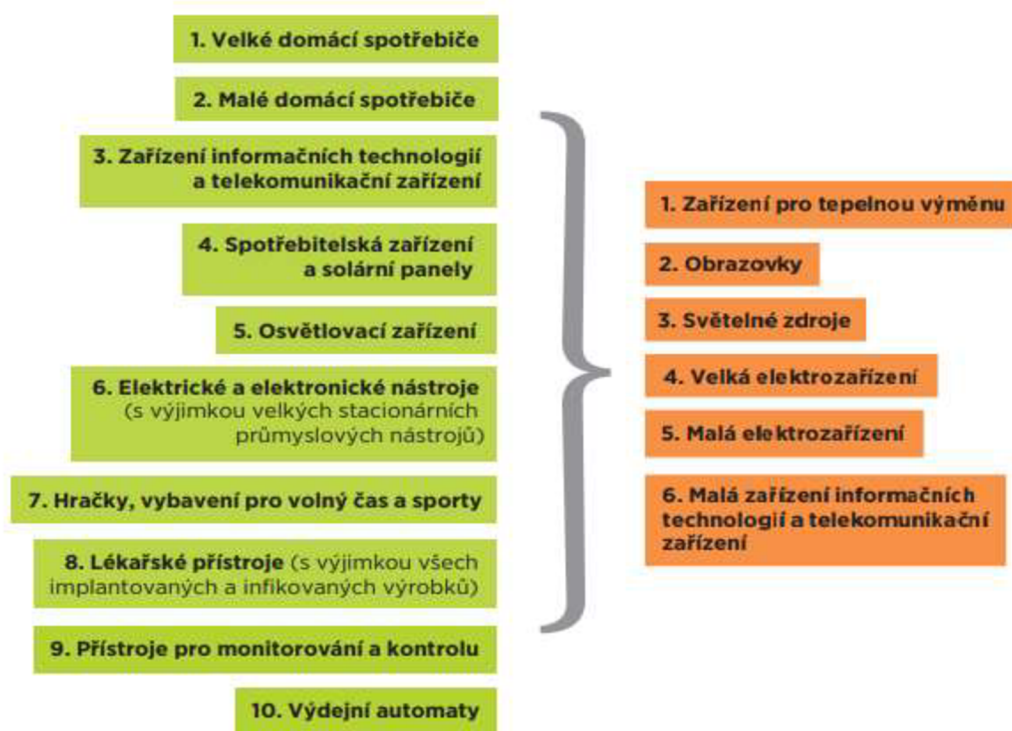 1. Velké domácí spotřebiče
2. Malé domácí spotřebiče
3. Zařízení informačních technologií
a telekomunikační zařízení
4. Spotřebitelská zařízení
a solární panely
5. Osvětlovací zařízení
6. Elektrické a elektronické nástroje
(s výjimkou velkých stacionárních
průmyslových nástrojů)
7. Hračky, vybavení pro volný čas a sporty
8. Lékařské přístroje (s výjimkou všech
implantovaných a infikovaných výrobků)
9. Přístroje pro monitorování a kontrolu
10. Výdejní automaty
1. Zařízení pro tepelnou výměnu
2. Obrazovky
3. Světelné zdroje
4. Velká elektrozařízení
5. Malá elektrozařízení
6. Malá zařízení informačních
technologií a telekomunikační
zařízení